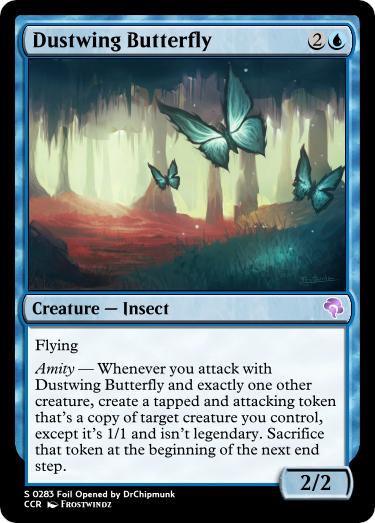 Dustwing Butterfly 2
Creature — Insect
Flying
Amity — Whenever you attack with
Dustwing Butterfly and exactly one other
creature, create a tapped and attacking token
that's a copy of target creature you control,
except it's 1/1 and isn't legendary. Sacrifice
that token at the beginning of the next end
step.
2/2
S 0283 Foil Opened by DrChipmunk
CCR Frostwindz